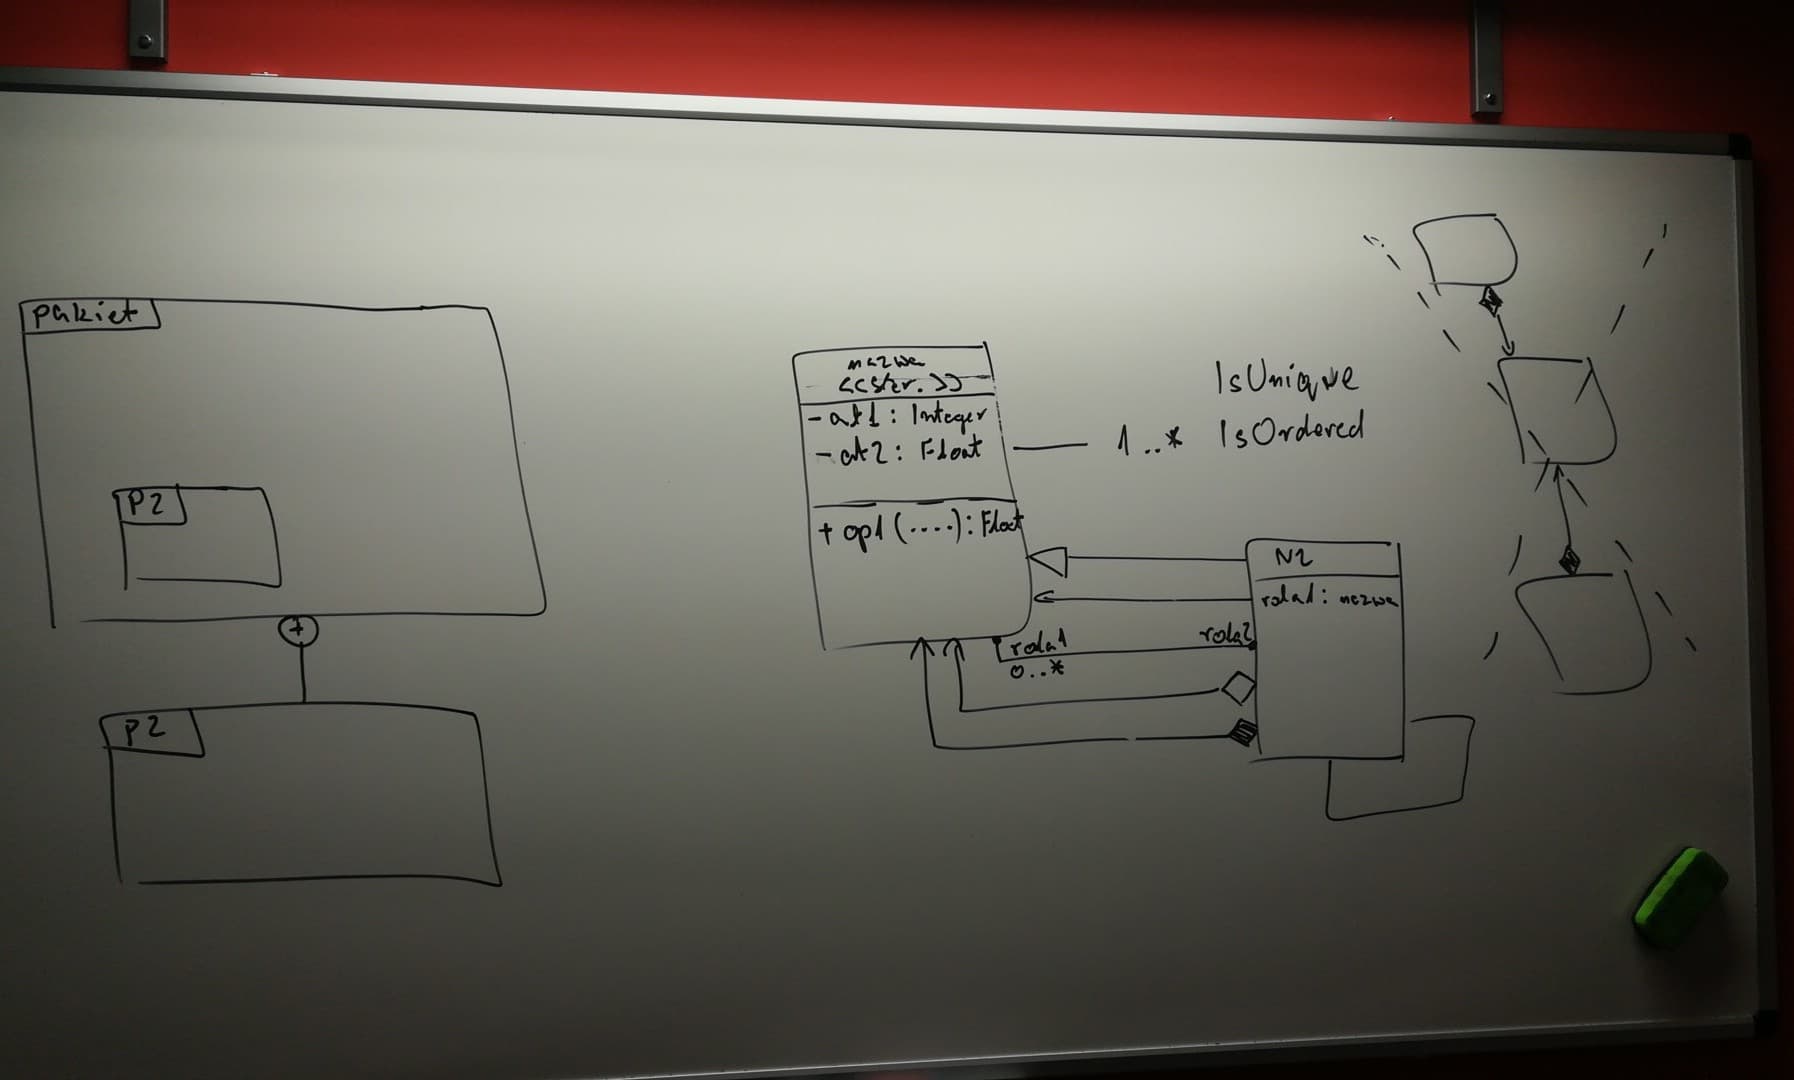 Pakiet
P2
P2
nazwa
<<ster.>>
- at1 : Integer
- at2 : Float
1..*
IsUnique
IsOrdered
+ op1 (....): Float
N2
rola1 : nazwa
rola1
0..*
rola2